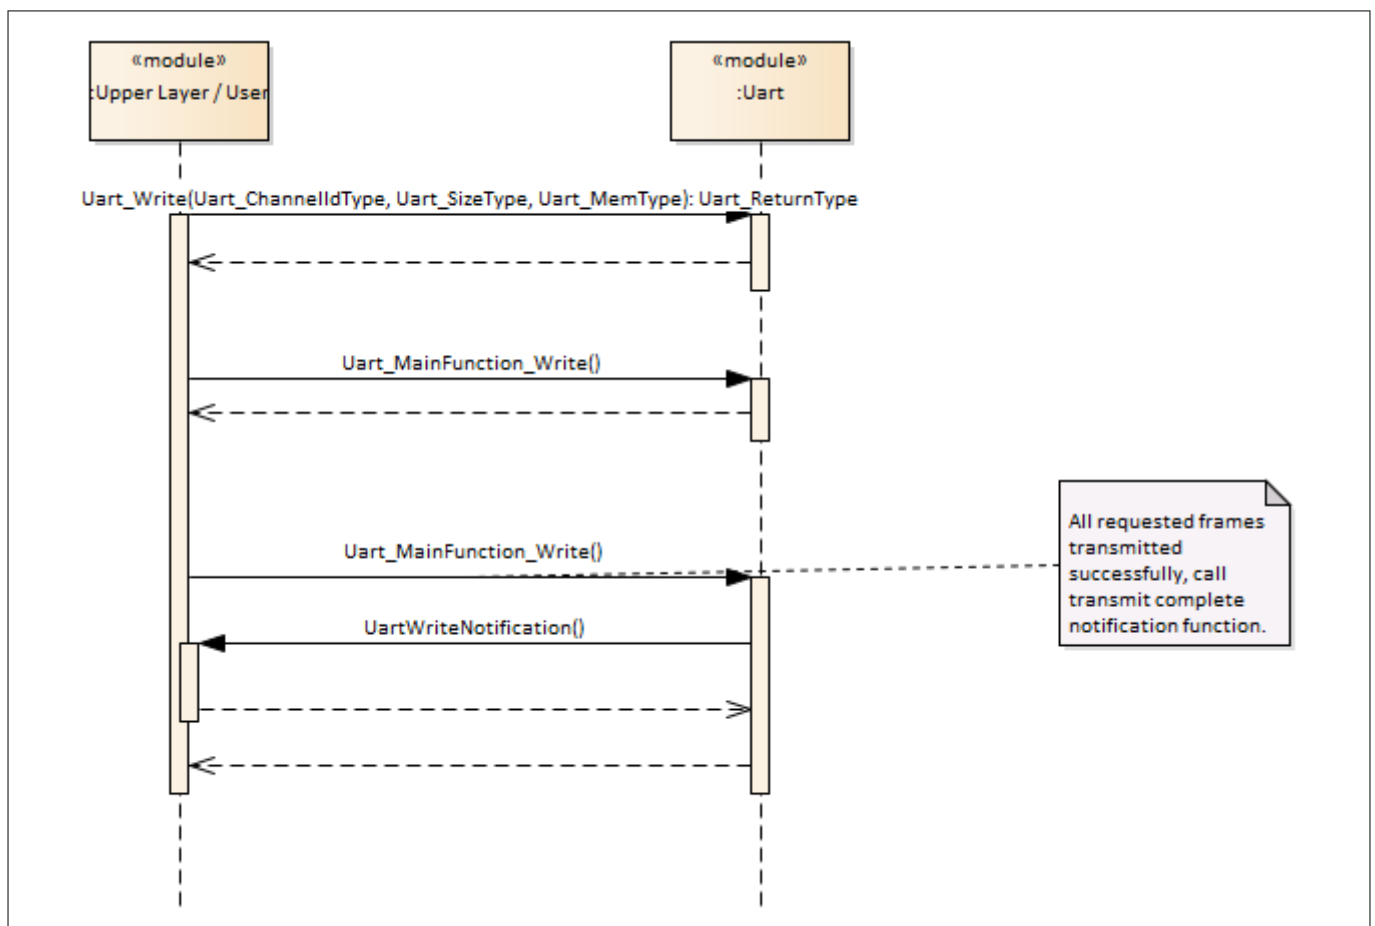 «module»
:Upper Layer / User
«module»
:Uart
Uart_Write(Uart_ChannelIdType, Uart_SizeType, Uart_MemType): Uart_ReturnType
Uart_MainFunction_Write()
Uart_MainFunction_Write()
All requested frames
transmitted
successfully, call
transmit complete
notification function.
UartWriteNotification()